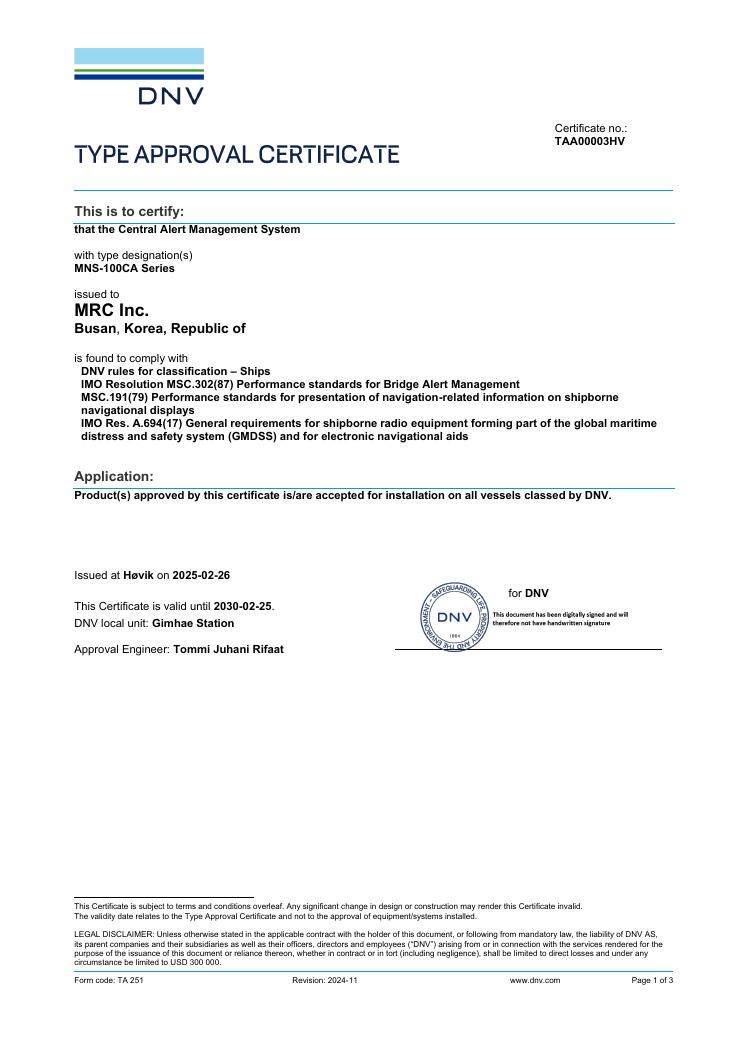 DNV
Certificate no.:
TAA00003HV
TYPE APPROVAL CERTIFICATE
This is to certify:
that the Central Alert Management System
with type designation(s)
MNS-100CA Series
issued to
MRC Inc.
Busan, Korea, Republic of
is found to comply with
DNV rules for classification – Ships
IMO Resolution MSC.302(87) Performance standards for Bridge Alert Management
MSC.191(79) Performance standards for presentation of navigation-related information on shipborne
navigational displays
IMO Res. A.694(17) General requirements for shipborne radio equipment forming part of the global maritime
distress and safety system (GMDSS) and for electronic navigational aids
Application:
Product(s) approved by this certificate is/are accepted for installation on all vessels classed by DNV.
Issued at Høvik on 2025-02-26
This Certificate is valid until 2030-02-25.
DNV local unit: Gimhae Station
Approval Engineer: Tommi Juhani Rifaat
SAFEGUARDING LIFE, PROPERTY AND THE ENVIRONMENT
DNV
1864
for DNV
This document has been digitally signed and will
therefore not have handwritten signature
This Certificate is subject to terms and conditions overleaf. Any significant change in design or construction may render this Certificate invalid.
The validity date relates to the Type Approval Certificate and not to the approval of equipment/systems installed.
LEGAL DISCLAIMER: Unless otherwise stated in the applicable contract with the holder of this document, or following from mandatory law, the liability of DNV AS,
its parent companies and their subsidiaries as well as their officers, directors and employees (“DNV”) arising from or in connection with the services rendered for the
purpose of the issuance of this document or reliance thereon, whether in contract or in tort (including negligence), shall be limited to direct losses and under any
circumstance be limited to USD 300 000.
Form code: TA 251
Revision: 2024-11
www.dnv.com
Page 1 of 3